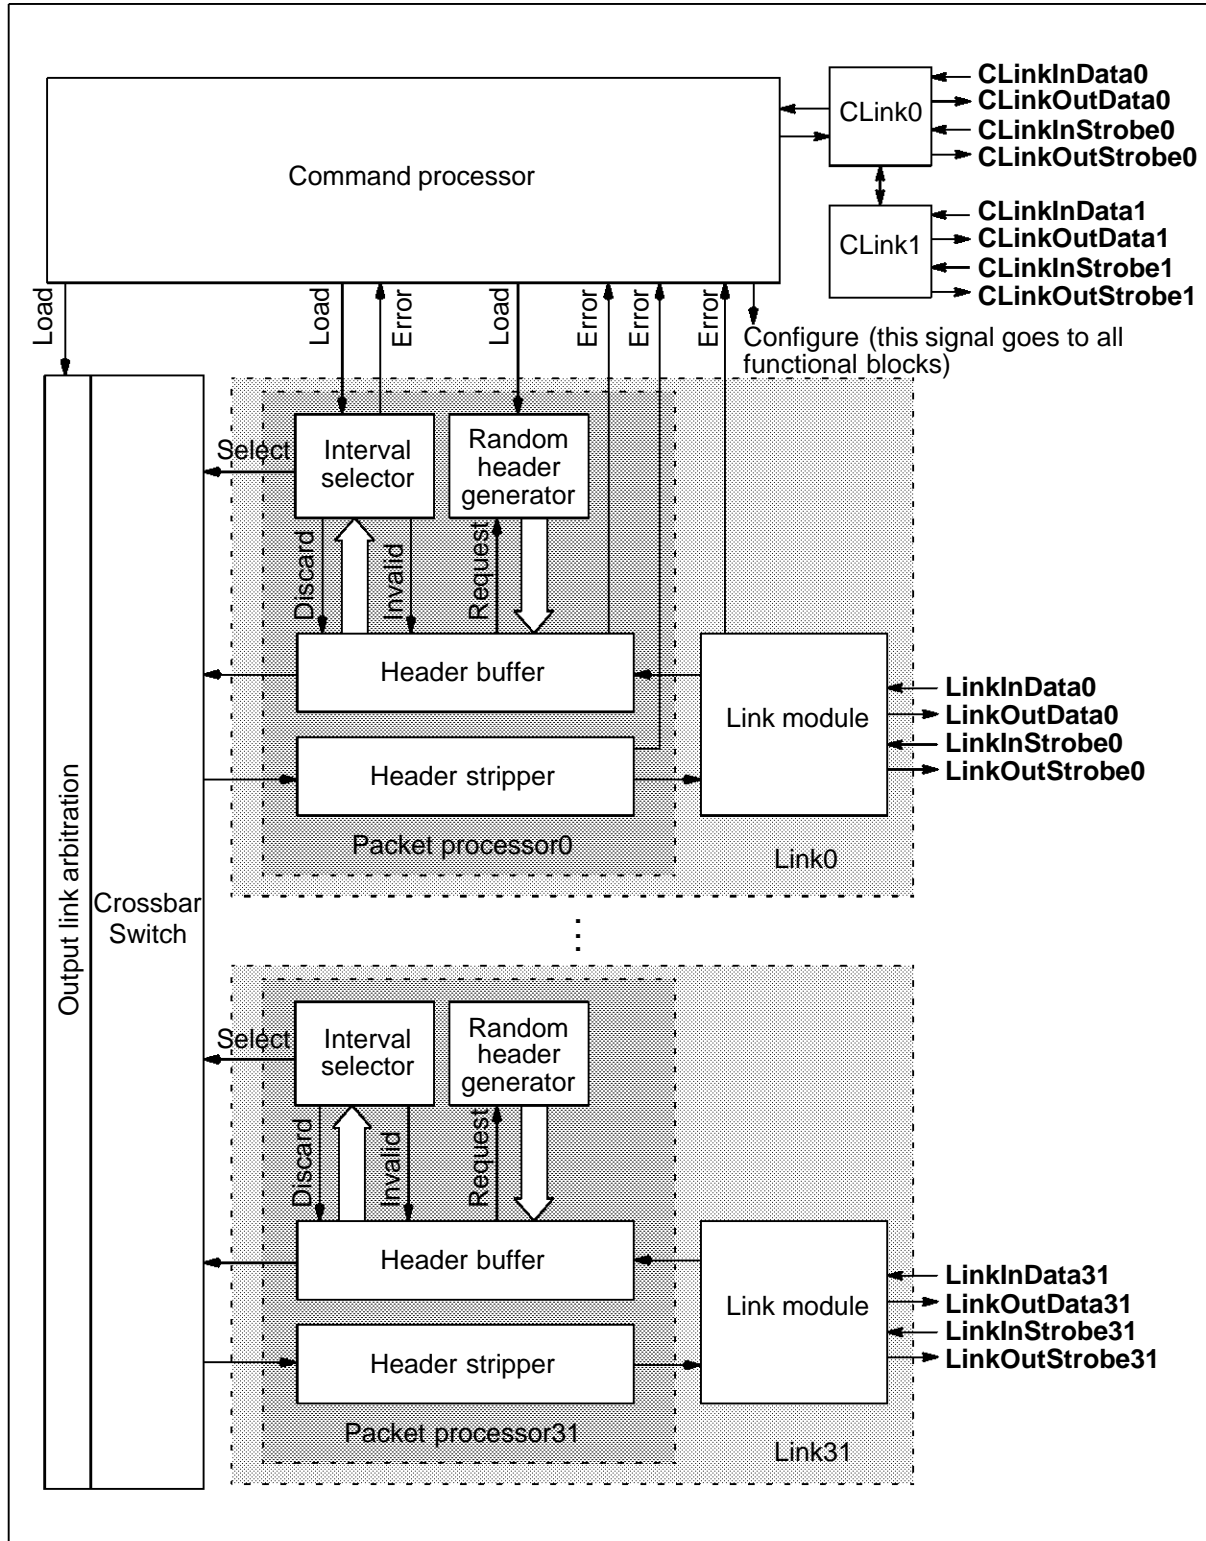 CLinkInData0
CLinkOutData0
CLinkInStrobe0
CLinkOutStrobe0
CLink0
Command processor
CLinkInData1
CLinkOutData1
CLinkInStrobe1
CLinkOutStrobe1
CLink1
Load
Load
Error
Load
Error
Error
Error
Configure (this signal goes to all
functional blocks)
Select
Interval
selector
Random
header
generator
Discard
Invalid
Request
Header buffer
Link module
LinkInData0
LinkOutData0
LinkInStrobe0
LinkOutStrobe0
Header stripper
Packet processor0
Link0
Output link arbitration
Crossbar
Switch
Select
Interval
selector
Random
header
generator
Discard
Invalid
Request
Header buffer
Link module
LinkInData31
LinkOutData31
LinkInStrobe31
LinkOutStrobe31
Header stripper
Packet processor31
Link31